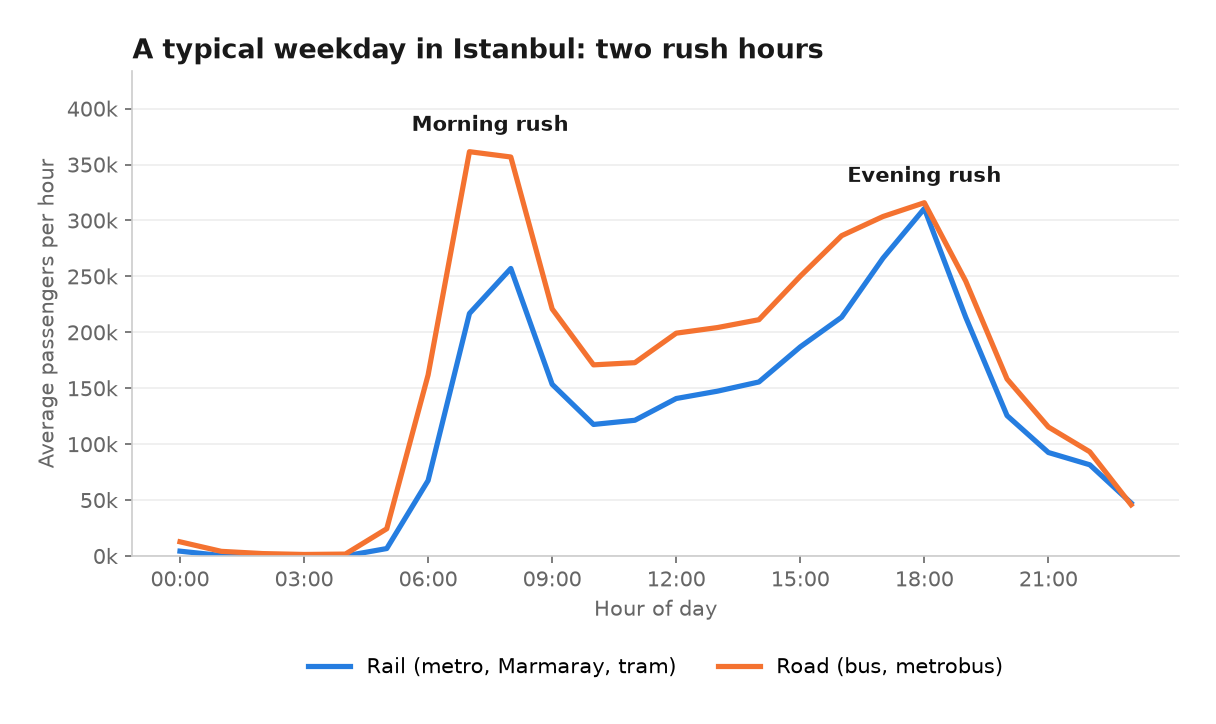 A typical weekday in Istanbul: two rush hours
Average passengers per hour
400k
350k
300k
250k
200k
150k
100k
50k
0k
Morning rush
Evening rush
00:00 03:00 06:00 09:00 12:00 15:00 18:00 21:00
Hour of day
Rail (metro, Marmaray, tram) Road (bus, metrobus)